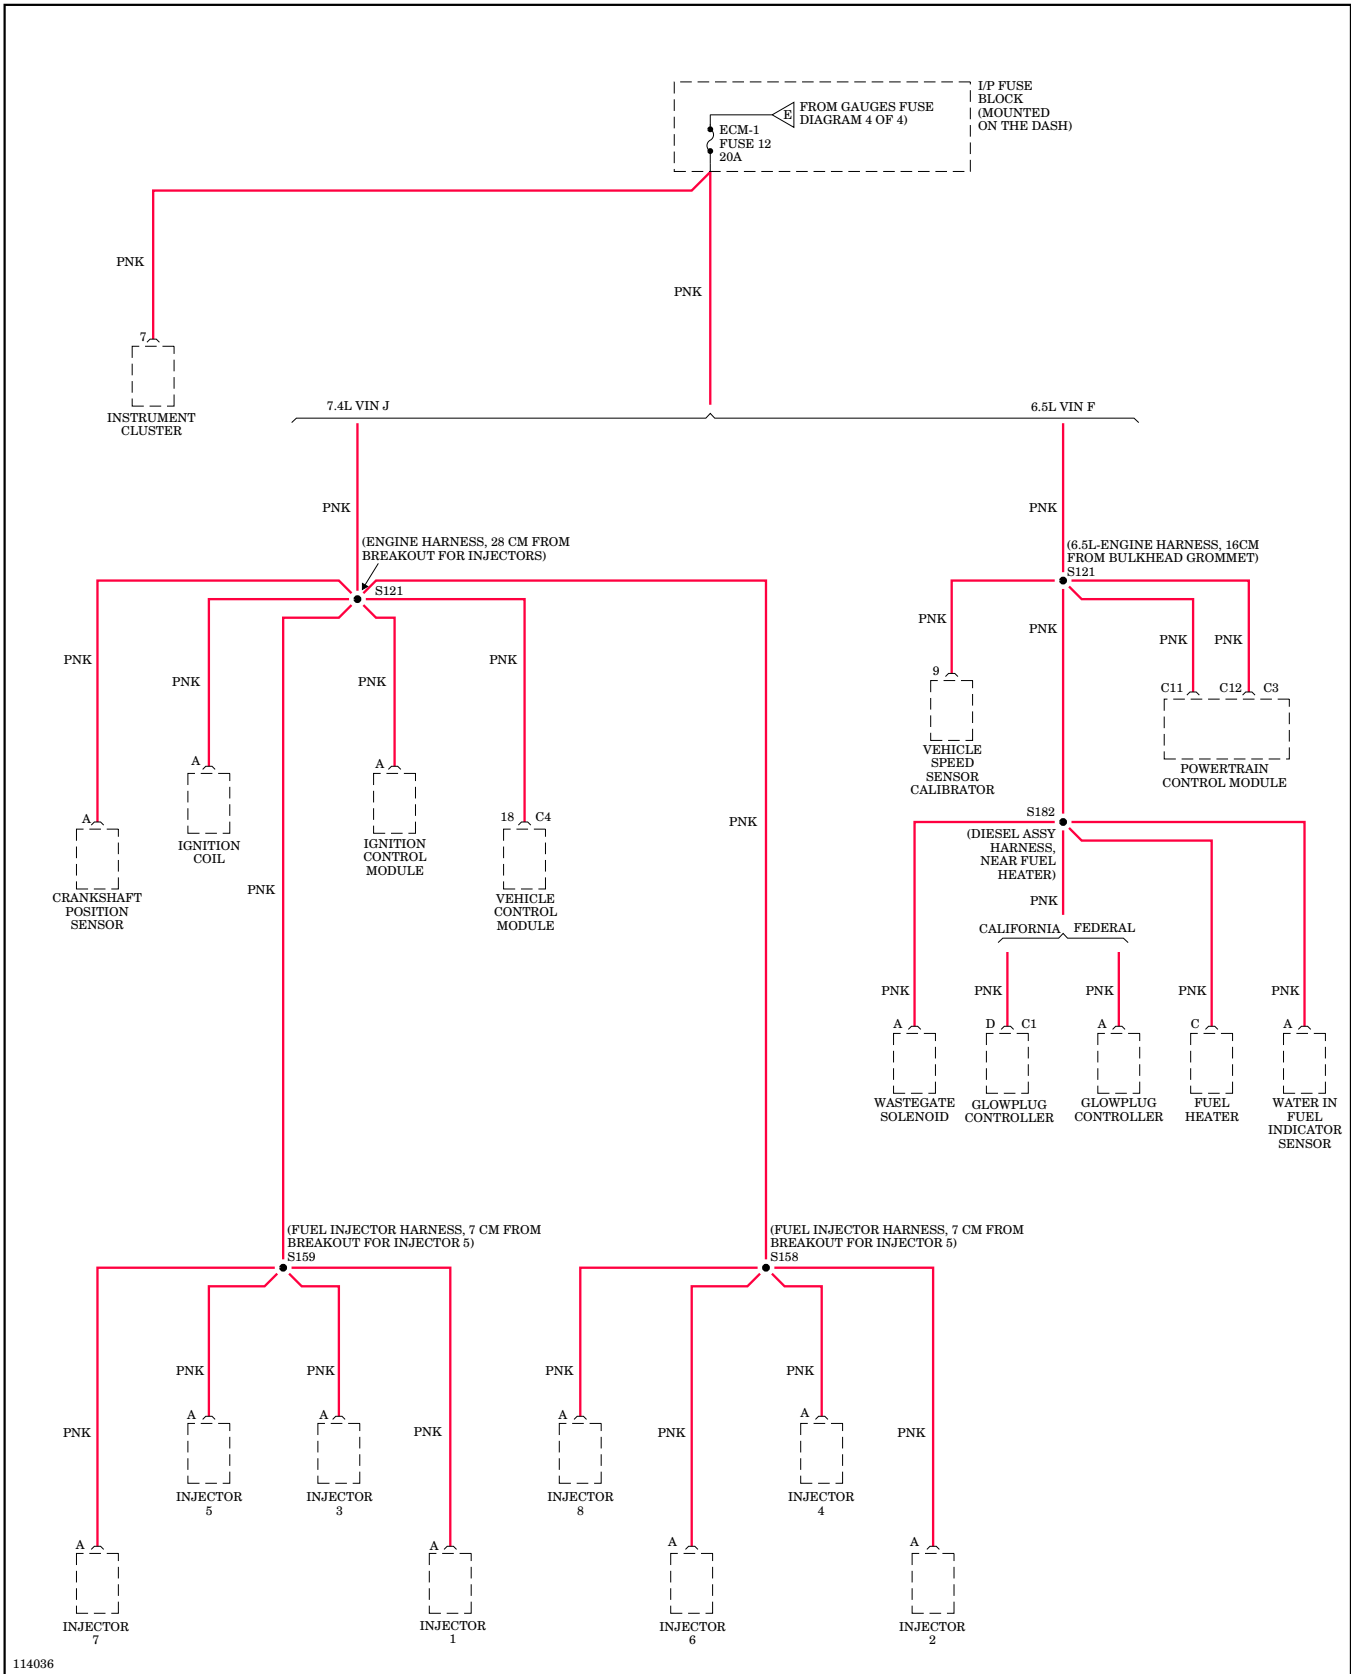 I/P FUSE
BLOCK
(MOUNTED
ON THE DASH)
E
FROM GAUGES FUSE
DIAGRAM 4 OF 4)
ECM-1
FUSE 12
20A
PNK
PNK
7
INSTRUMENT
CLUSTER
7.4L VIN J
6.5L VIN F
PNK
PNK
(ENGINE HARNESS, 28 CM FROM
BREAKOUT FOR INJECTORS)
S121
(6.5L-ENGINE HARNESS, 16CM
FROM BULKHEAD GROMMET)
S121
PNK
PNK
PNK
PNK
PNK
PNK
PNK
PNK
9
VEHICLE
SPEED
SENSOR
CALIBRATOR
C11
C12
C3
POWERTRAIN
CONTROL MODULE
A
IGNITION
COIL
A
IGNITION
CONTROL
MODULE
A
CRANKSHAFT
POSITION
SENSOR
18
C4
VEHICLE
CONTROL
MODULE
PNK
PNK
S182
(DIESEL ASSY
HARNESS,
NEAR FUEL
HEATER)
PNK
CALIFORNIA
FEDERAL
PNK
PNK
PNK
PNK
PNK
A
WASTEGATE
SOLENOID
D
C1
GLOWPLUG
CONTROLLER
A
GLOWPLUG
CONTROLLER
C
FUEL
HEATER
A
WATER IN
FUEL
INDICATOR
SENSOR
(FUEL INJECTOR HARNESS, 7 CM FROM
BREAKOUT FOR INJECTOR 5)
S159
(FUEL INJECTOR HARNESS, 7 CM FROM
BREAKOUT FOR INJECTOR 5)
S158
PNK
PNK
PNK
PNK
PNK
PNK
PNK
PNK
A
INJECTOR
5
A
INJECTOR
3
A
INJECTOR
8
A
INJECTOR
4
A
INJECTOR
7
A
INJECTOR
1
A
INJECTOR
6
A
INJECTOR
2
114036